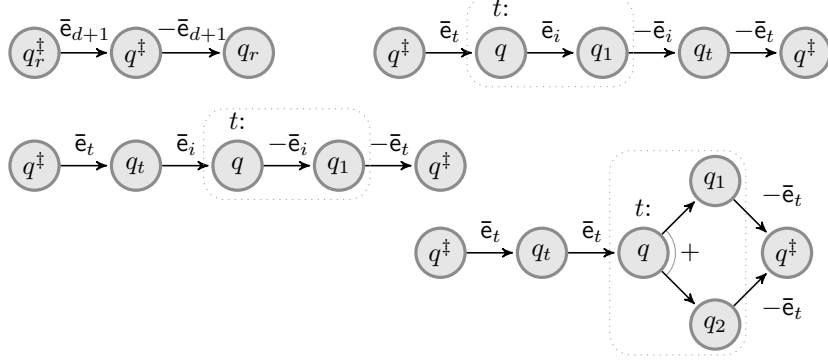 t:
ē_{d+1} −ē_{d+1} ē_t ē_i −ē_i −ē_t
q_r^‡ q^‡ q_r q^‡ q q_1 q_t q^‡
t:
ē_t ē_i −ē_i −ē_t
q^‡ q_t q q_1 q^‡
q_1
t: −ē_t
ē_t ē_t
q^‡ q_t q + q^‡
−ē_t
q_2